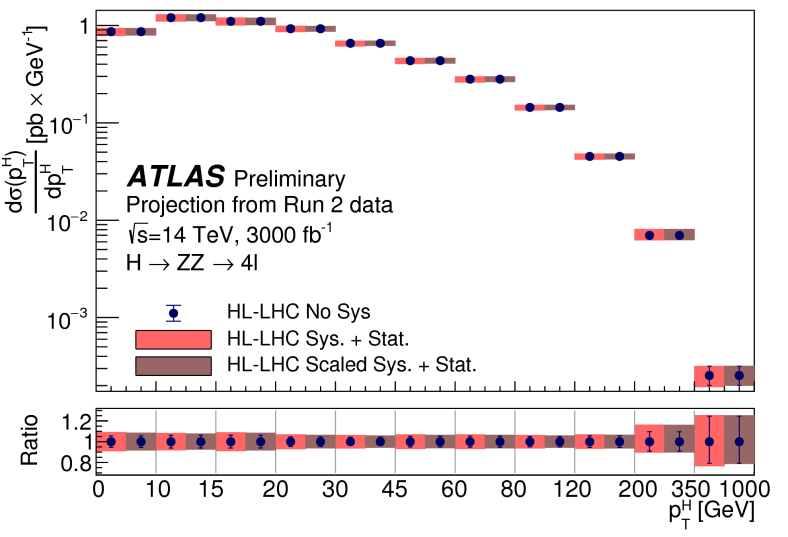 1
10⁻¹
10⁻²
10⁻³
dσ(p_T^H)
dp_T^H
[pb × GeV⁻¹]
ATLAS Preliminary
Projection from Run 2 data
√s=14 TeV, 3000 fb⁻¹
H → ZZ → 4l
HL-LHC No Sys
HL-LHC Sys. + Stat.
HL-LHC Scaled Sys. + Stat.
Ratio
1.2
1
0.8
0 10 15 20 30 45 60 80 120 200 350 1000
p_T^H [GeV]